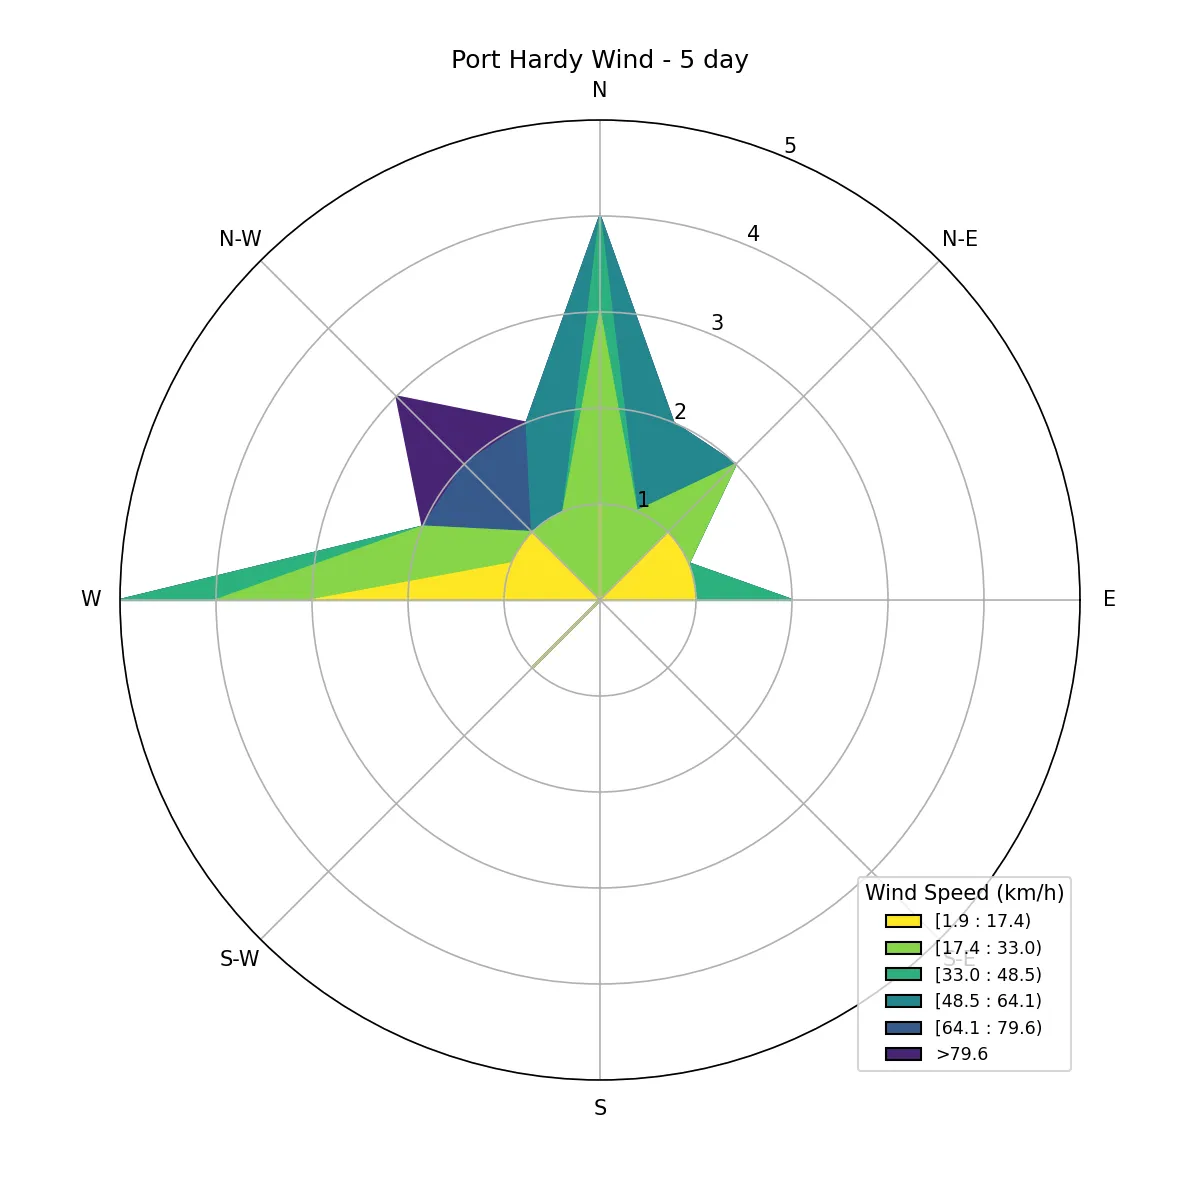 Port Hardy Wind - 5 day
N
5
N-W
4
N-E
3
2
1
W
E
Wind Speed (km/h)
[1.9 : 17.4)
[17.4 : 33.0)
S-W
S-E
[33.0 : 48.5)
[48.5 : 64.1)
[64.1 : 79.6)
>79.6
S